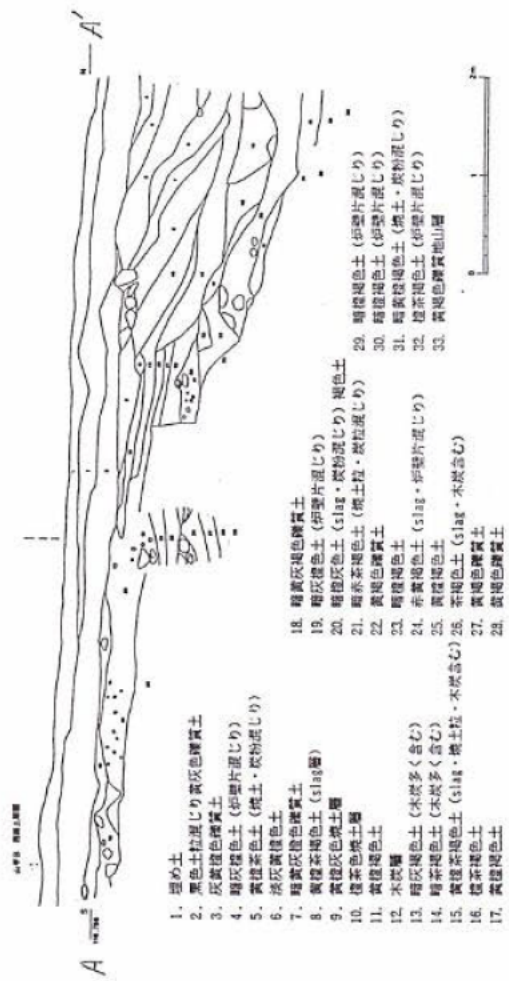 A
A'
S
N
1. 埋め土
2. 黒色土粒混じり黄灰色礫質土
3. 灰黄橙色礫質土
4. 暗灰橙色土 (炉壁片混じり)
5. 黄橙茶色土 (焼土・炭粉混じり)
6. 淡灰黄橙色土
7. 暗黄灰橙色礫質土
8. 黄橙茶褐色土 (slag層)
9. 黄橙灰色焼土層
10. 橙茶色焼土層
11. 黄橙褐色土
12. 木炭層
13. 暗灰褐色土 (木炭多く含む)
14. 暗茶褐色土 (木炭多く含む)
15. 黄橙茶褐色土 (slag・焼土粒・木炭含む)
16. 橙茶褐色土
17. 黄橙褐色土
18. 暗黄灰褐色礫質土
19. 暗灰橙色土 (炉壁片混じり)
20. 暗橙灰色土 (slag・炭粉混じり) 褐色土
21. 暗赤茶褐色土 (焼土粒・炭粒混じり)
22. 黄褐色礫質土
23. 暗橙褐色土
24. 赤黄褐色土 (slag・炉壁片混じり)
25. 黄橙褐色土
26. 茶褐色土 (slag・木炭含む)
27. 黄褐色礫質土
28. 黄褐色礫質土
29. 暗橙褐色土 (炉壁片混じり)
30. 暗橙褐色土 (炉壁片混じり)
31. 暗黄橙褐色土 (焼土・炭粉混じり)
32. 橙茶褐色土 (炉壁片混じり)
33. 黄褐色礫質地山層
0 1 2m